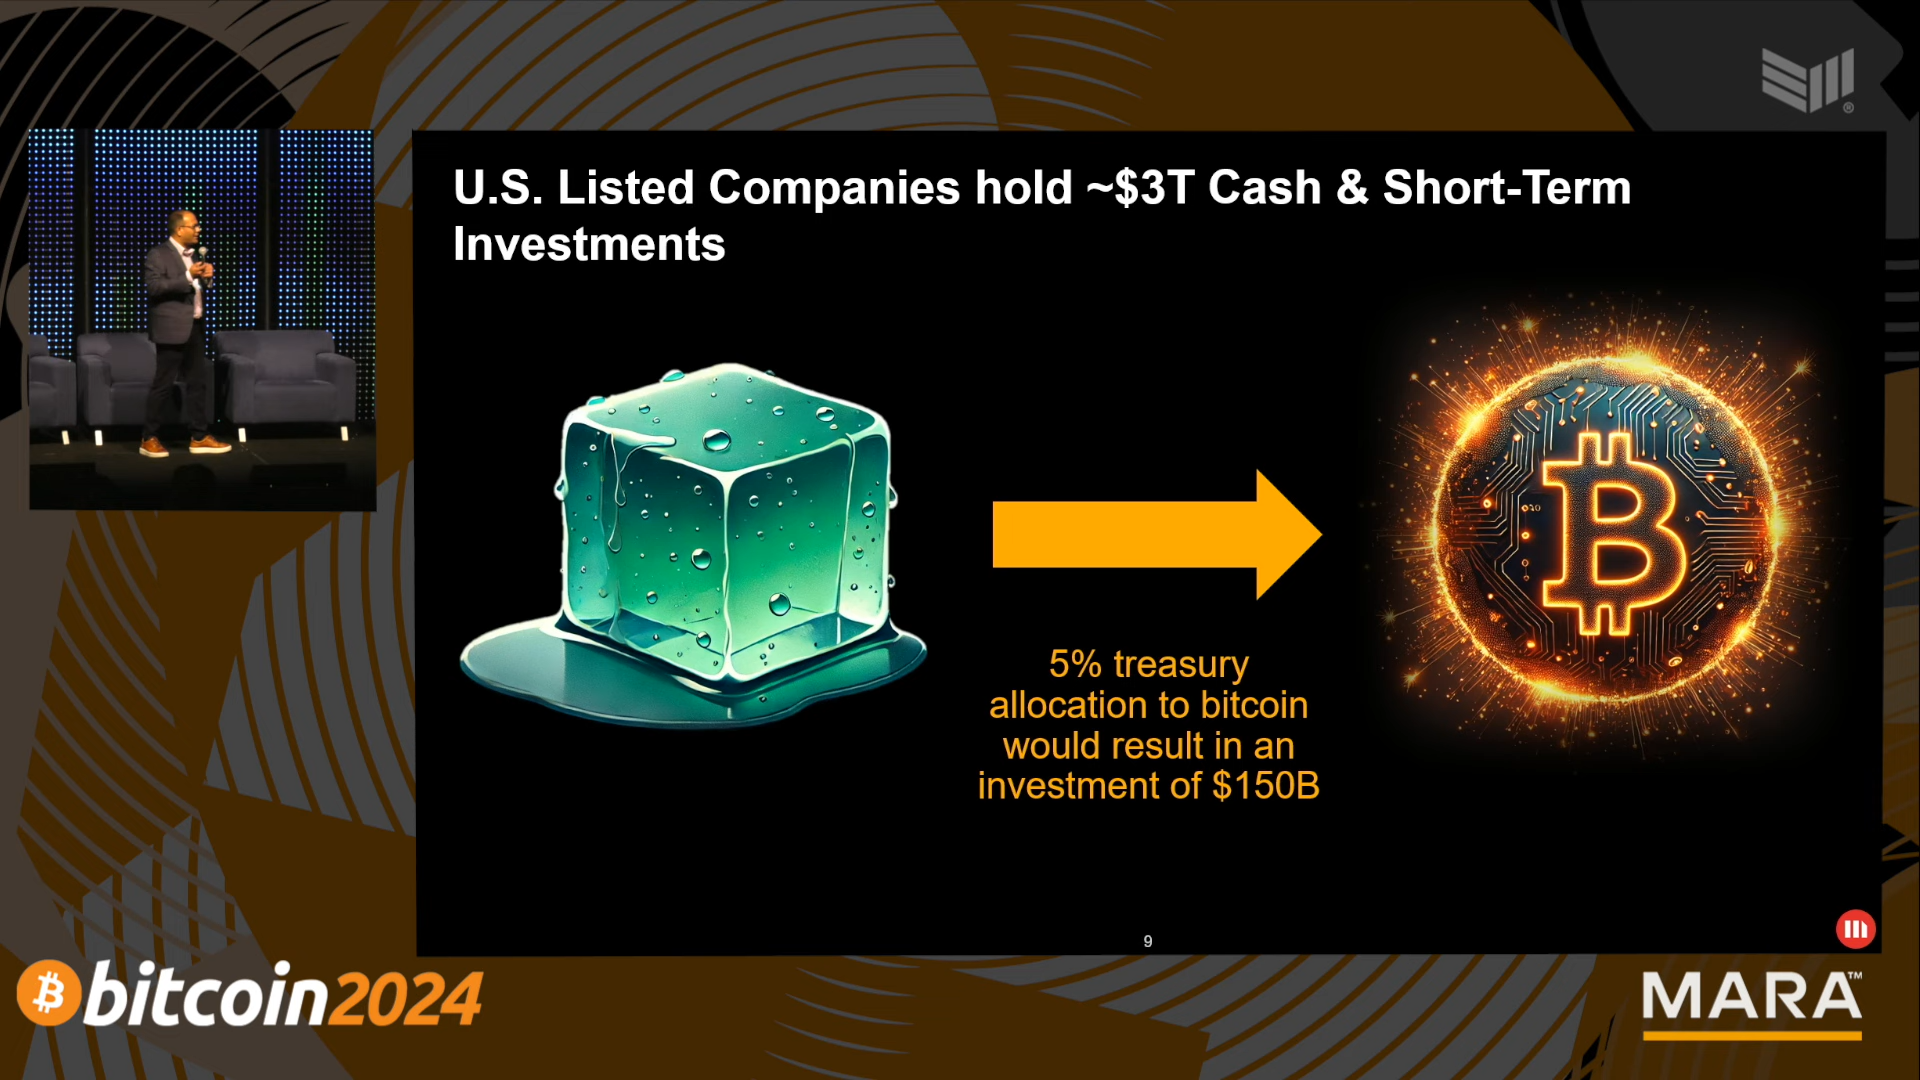 U.S. Listed Companies hold ~$3T Cash & Short-Term
Investments
5% treasury
allocation to bitcoin
would result in an
investment of $150B
9
bitcoin2024
MARA™